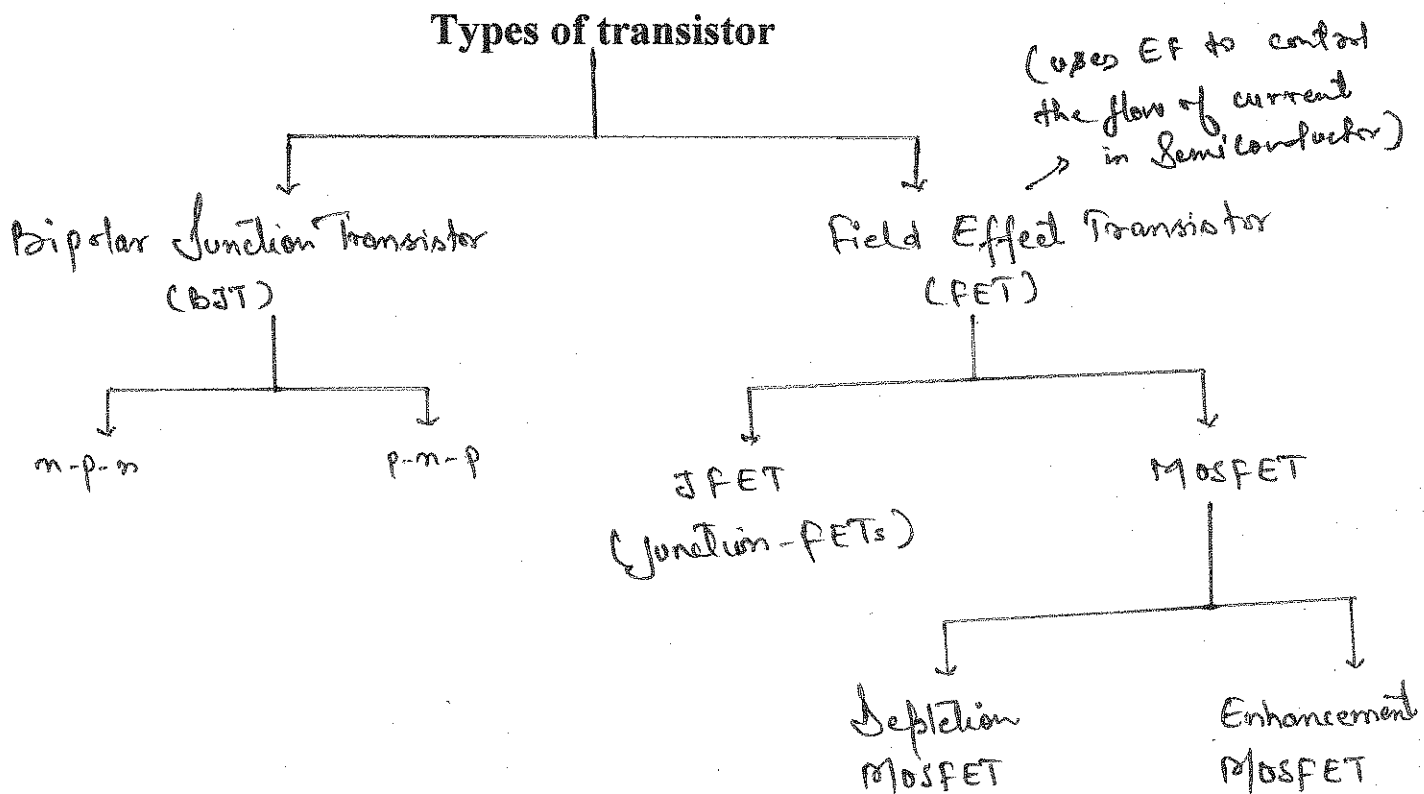 Types of transistor
(uses EF to control
the flow of current
in Semiconductor)
Bipolar Junction Transistor
(BJT)
Field Effect Transistor
(FET)
n-p-n
p-n-p
JFET
(Junction-FETs)
MOSFET
Depletion
MOSFET
Enhancement
MOSFET